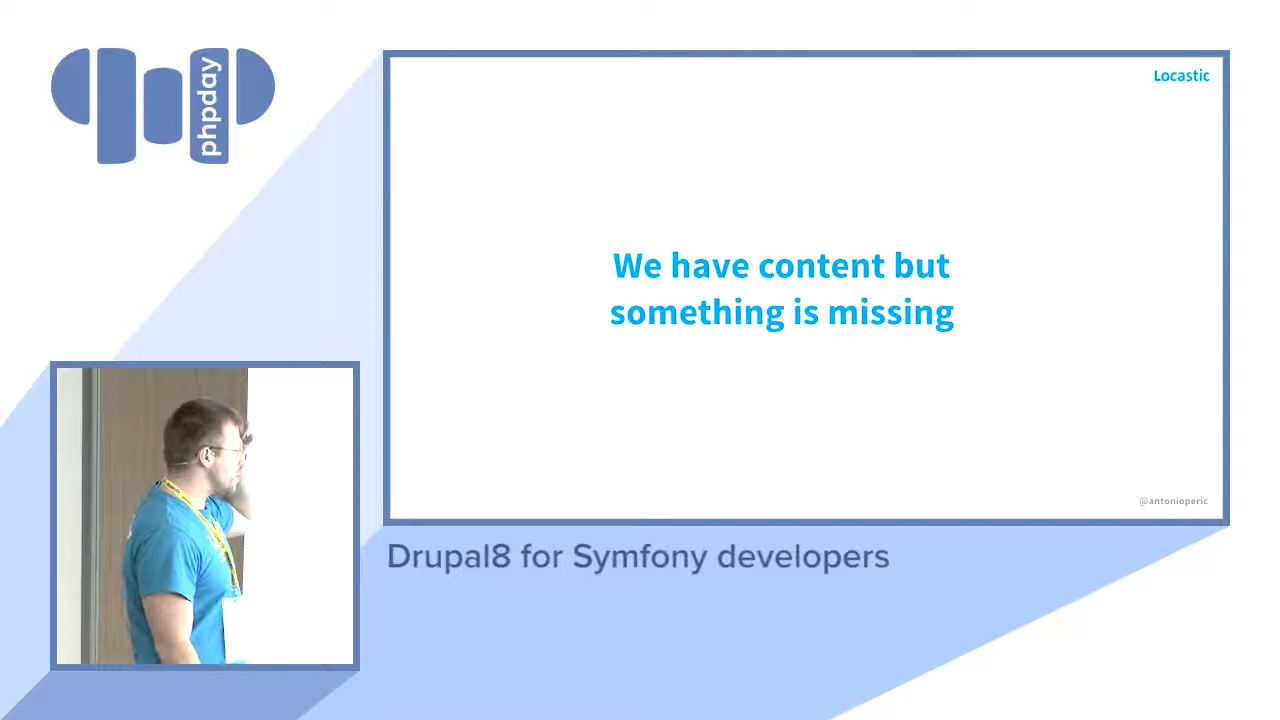 phpday
Locastic
We have content but
something is missing
@antonioperic
Drupal8 for Symfony developers